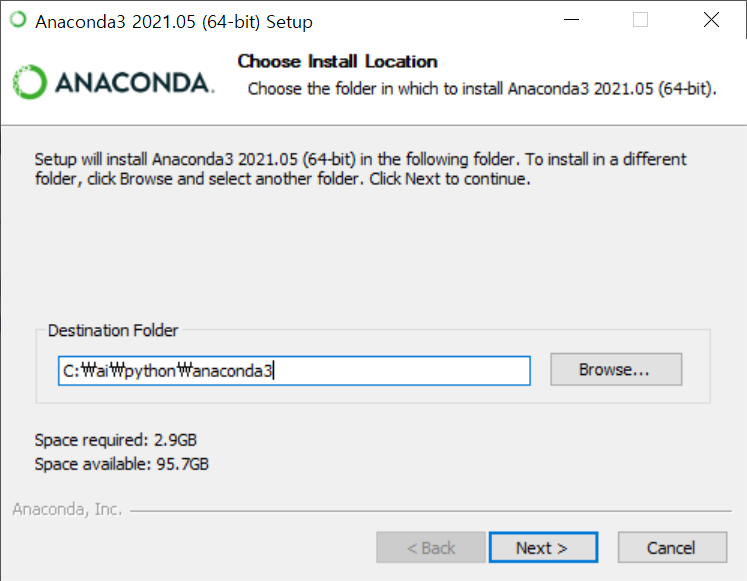 Anaconda3 2021.05 (64-bit) Setup
ANACONDA.
Choose Install Location
Choose the folder in which to install Anaconda3 2021.05 (64-bit).
Setup will install Anaconda3 2021.05 (64-bit) in the following folder. To install in a different
folder, click Browse and select another folder. Click Next to continue.
Destination Folder
C:₩ai₩python₩anaconda3
Browse...
Space required: 2.9GB
Space available: 95.7GB
Anaconda, Inc.
< Back
Next >
Cancel